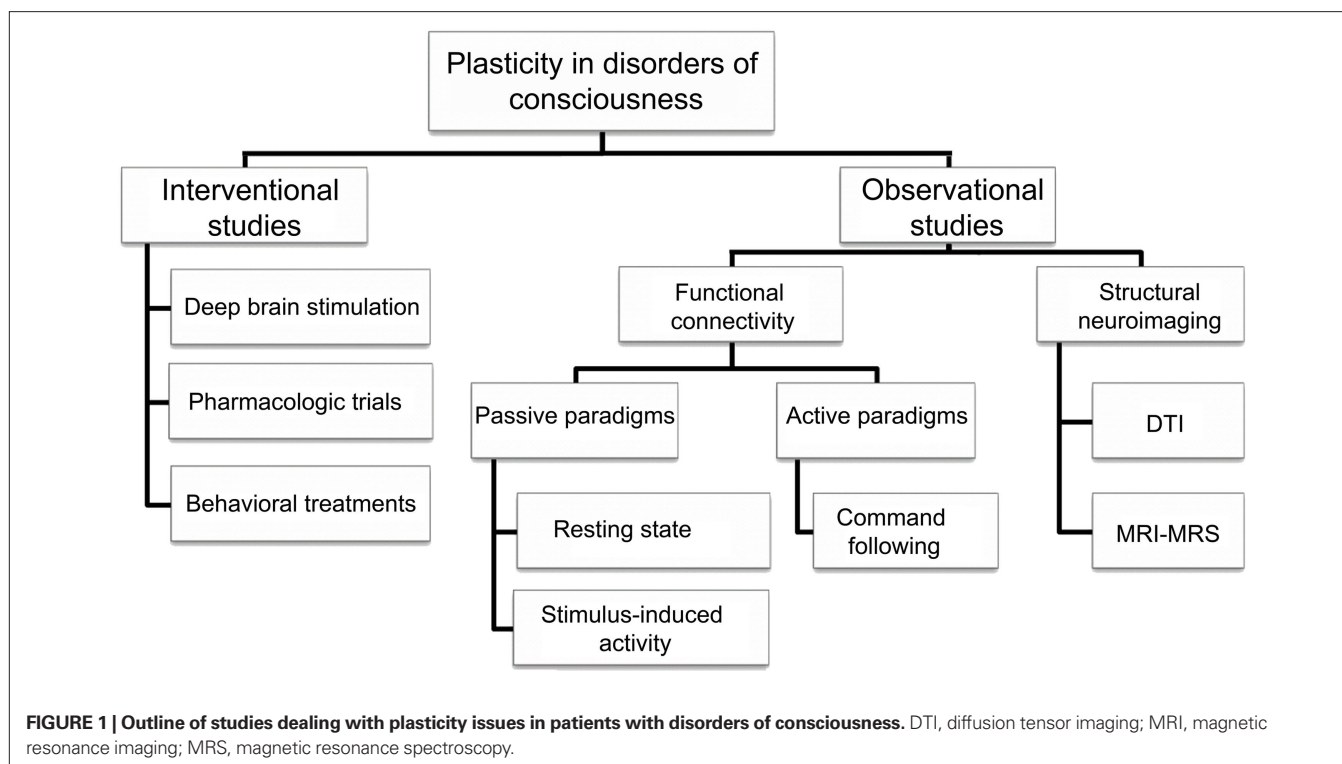 Plasticity in disorders of
consciousness
Interventional
studies
Deep brain stimulation
Pharmacologic trials
Behavioral treatments
Observational
studies
Functional
connectivity
Passive paradigms
Resting state
Stimulus-induced
activity
Active paradigms
Command
following
Structural
neuroimaging
DTI
MRI-MRS
FIGURE 1 | Outline of studies dealing with plasticity issues in patients with disorders of consciousness. DTI, diffusion tensor imaging; MRI, magnetic
resonance imaging; MRS, magnetic resonance spectroscopy.